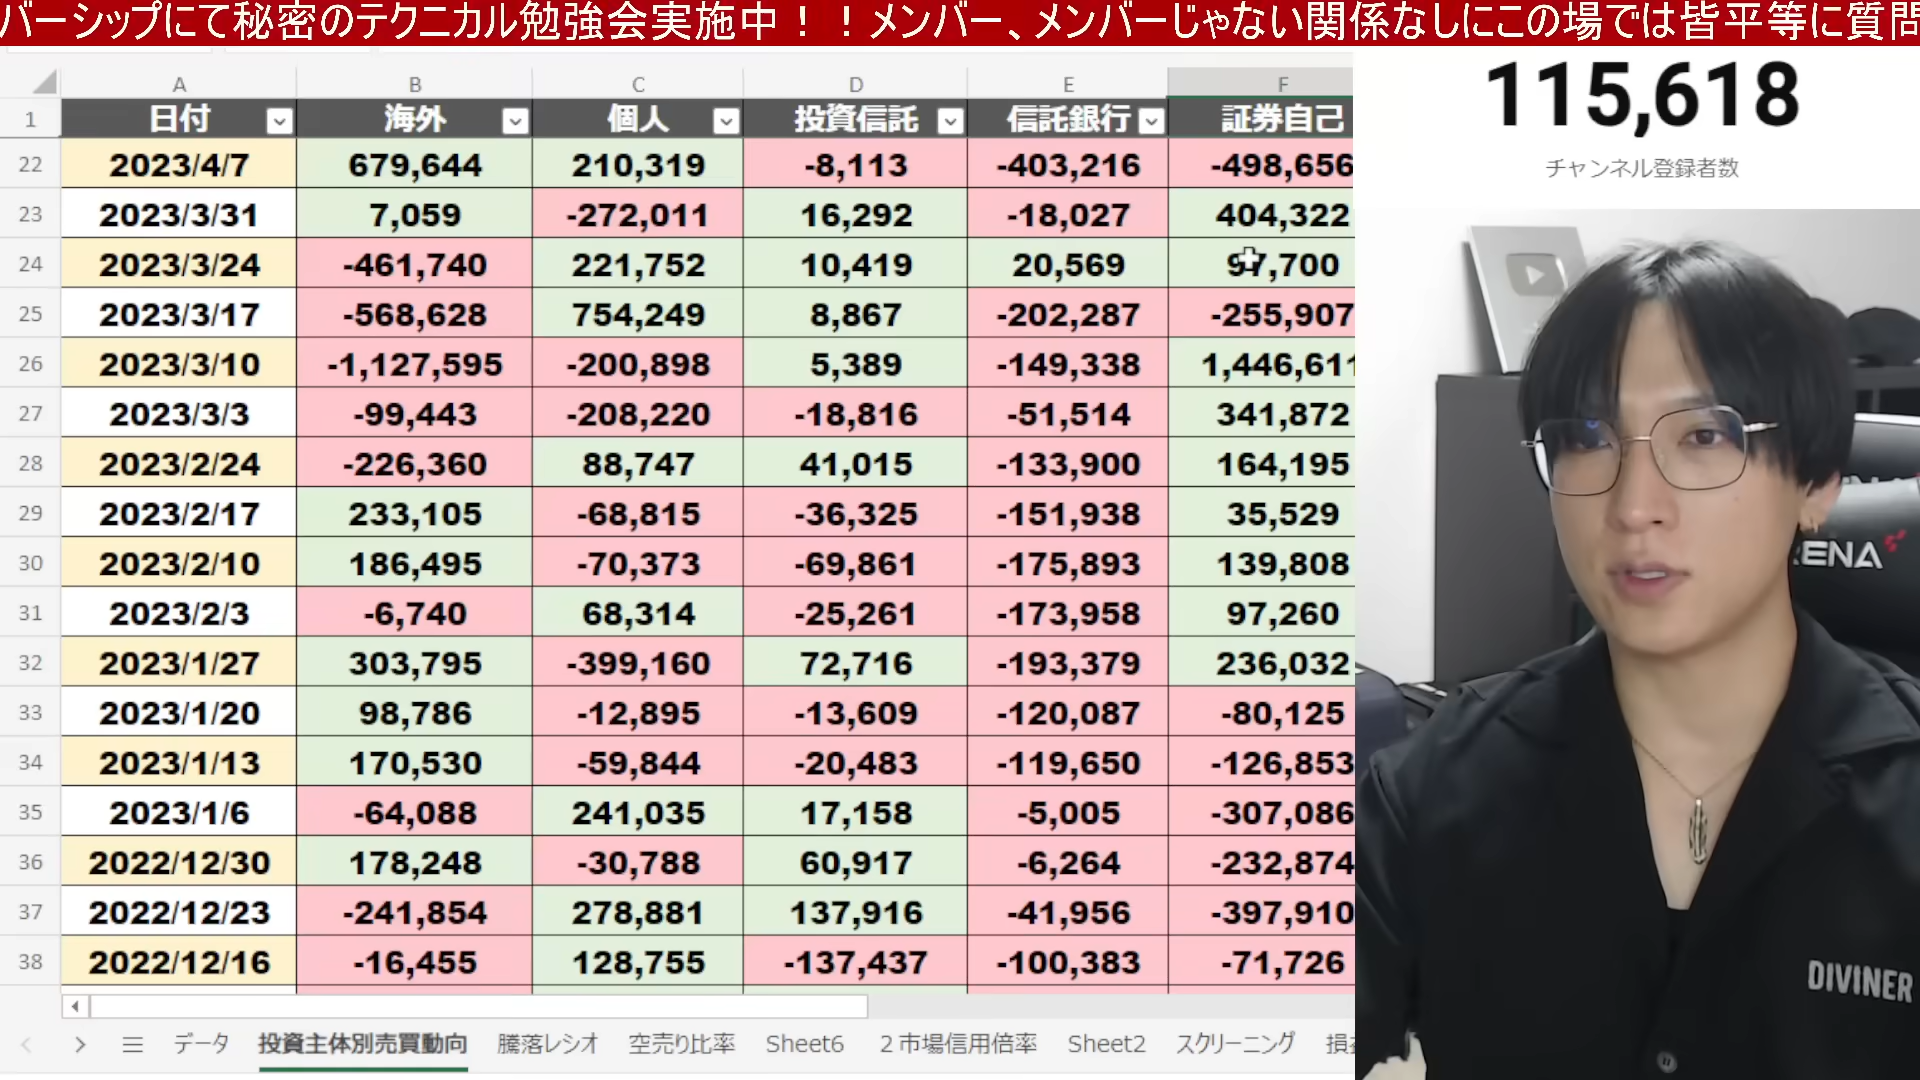 バーシップにて秘密のテクニカル勉強会実施中！！メンバー、メンバーじゃない関係なしにこの場では皆平等に質問
A B C D E F
1 日付 海外 個人 投資信託 信託銀行 証券自己
22 2023/4/7 679,644 210,319 -8,113 -403,216 -498,656
23 2023/3/31 7,059 -272,011 16,292 -18,027 404,322
24 2023/3/24 -461,740 221,752 10,419 20,569 97,700
25 2023/3/17 -568,628 754,249 8,867 -202,287 -255,907
26 2023/3/10 -1,127,595 -200,898 5,389 -149,338 1,446,611
27 2023/3/3 -99,443 -208,220 -18,816 -51,514 341,872
28 2023/2/24 -226,360 88,747 41,015 -133,900 164,195
29 2023/2/17 233,105 -68,815 -36,325 -151,938 35,529
30 2023/2/10 186,495 -70,373 -69,861 -175,893 139,808
31 2023/2/3 -6,740 68,314 -25,261 -173,958 97,260
32 2023/1/27 303,795 -399,160 72,716 -193,379 236,032
33 2023/1/20 98,786 -12,895 -13,609 -120,087 -80,125
34 2023/1/13 170,530 -59,844 -20,483 -119,650 -126,853
35 2023/1/6 -64,088 241,035 17,158 -5,005 -307,086
36 2022/12/30 178,248 -30,788 60,917 -6,264 -232,874
37 2022/12/23 -241,854 278,881 137,916 -41,956 -397,910
38 2022/12/16 -16,455 128,755 -137,437 -100,383 -71,726
データ 投資主体別売買動向 騰落レシオ 空売り比率 Sheet6 ２市場信用倍率 Sheet2 スクリーニング 損
115,618
チャンネル登録者数
RENA
DIVINER